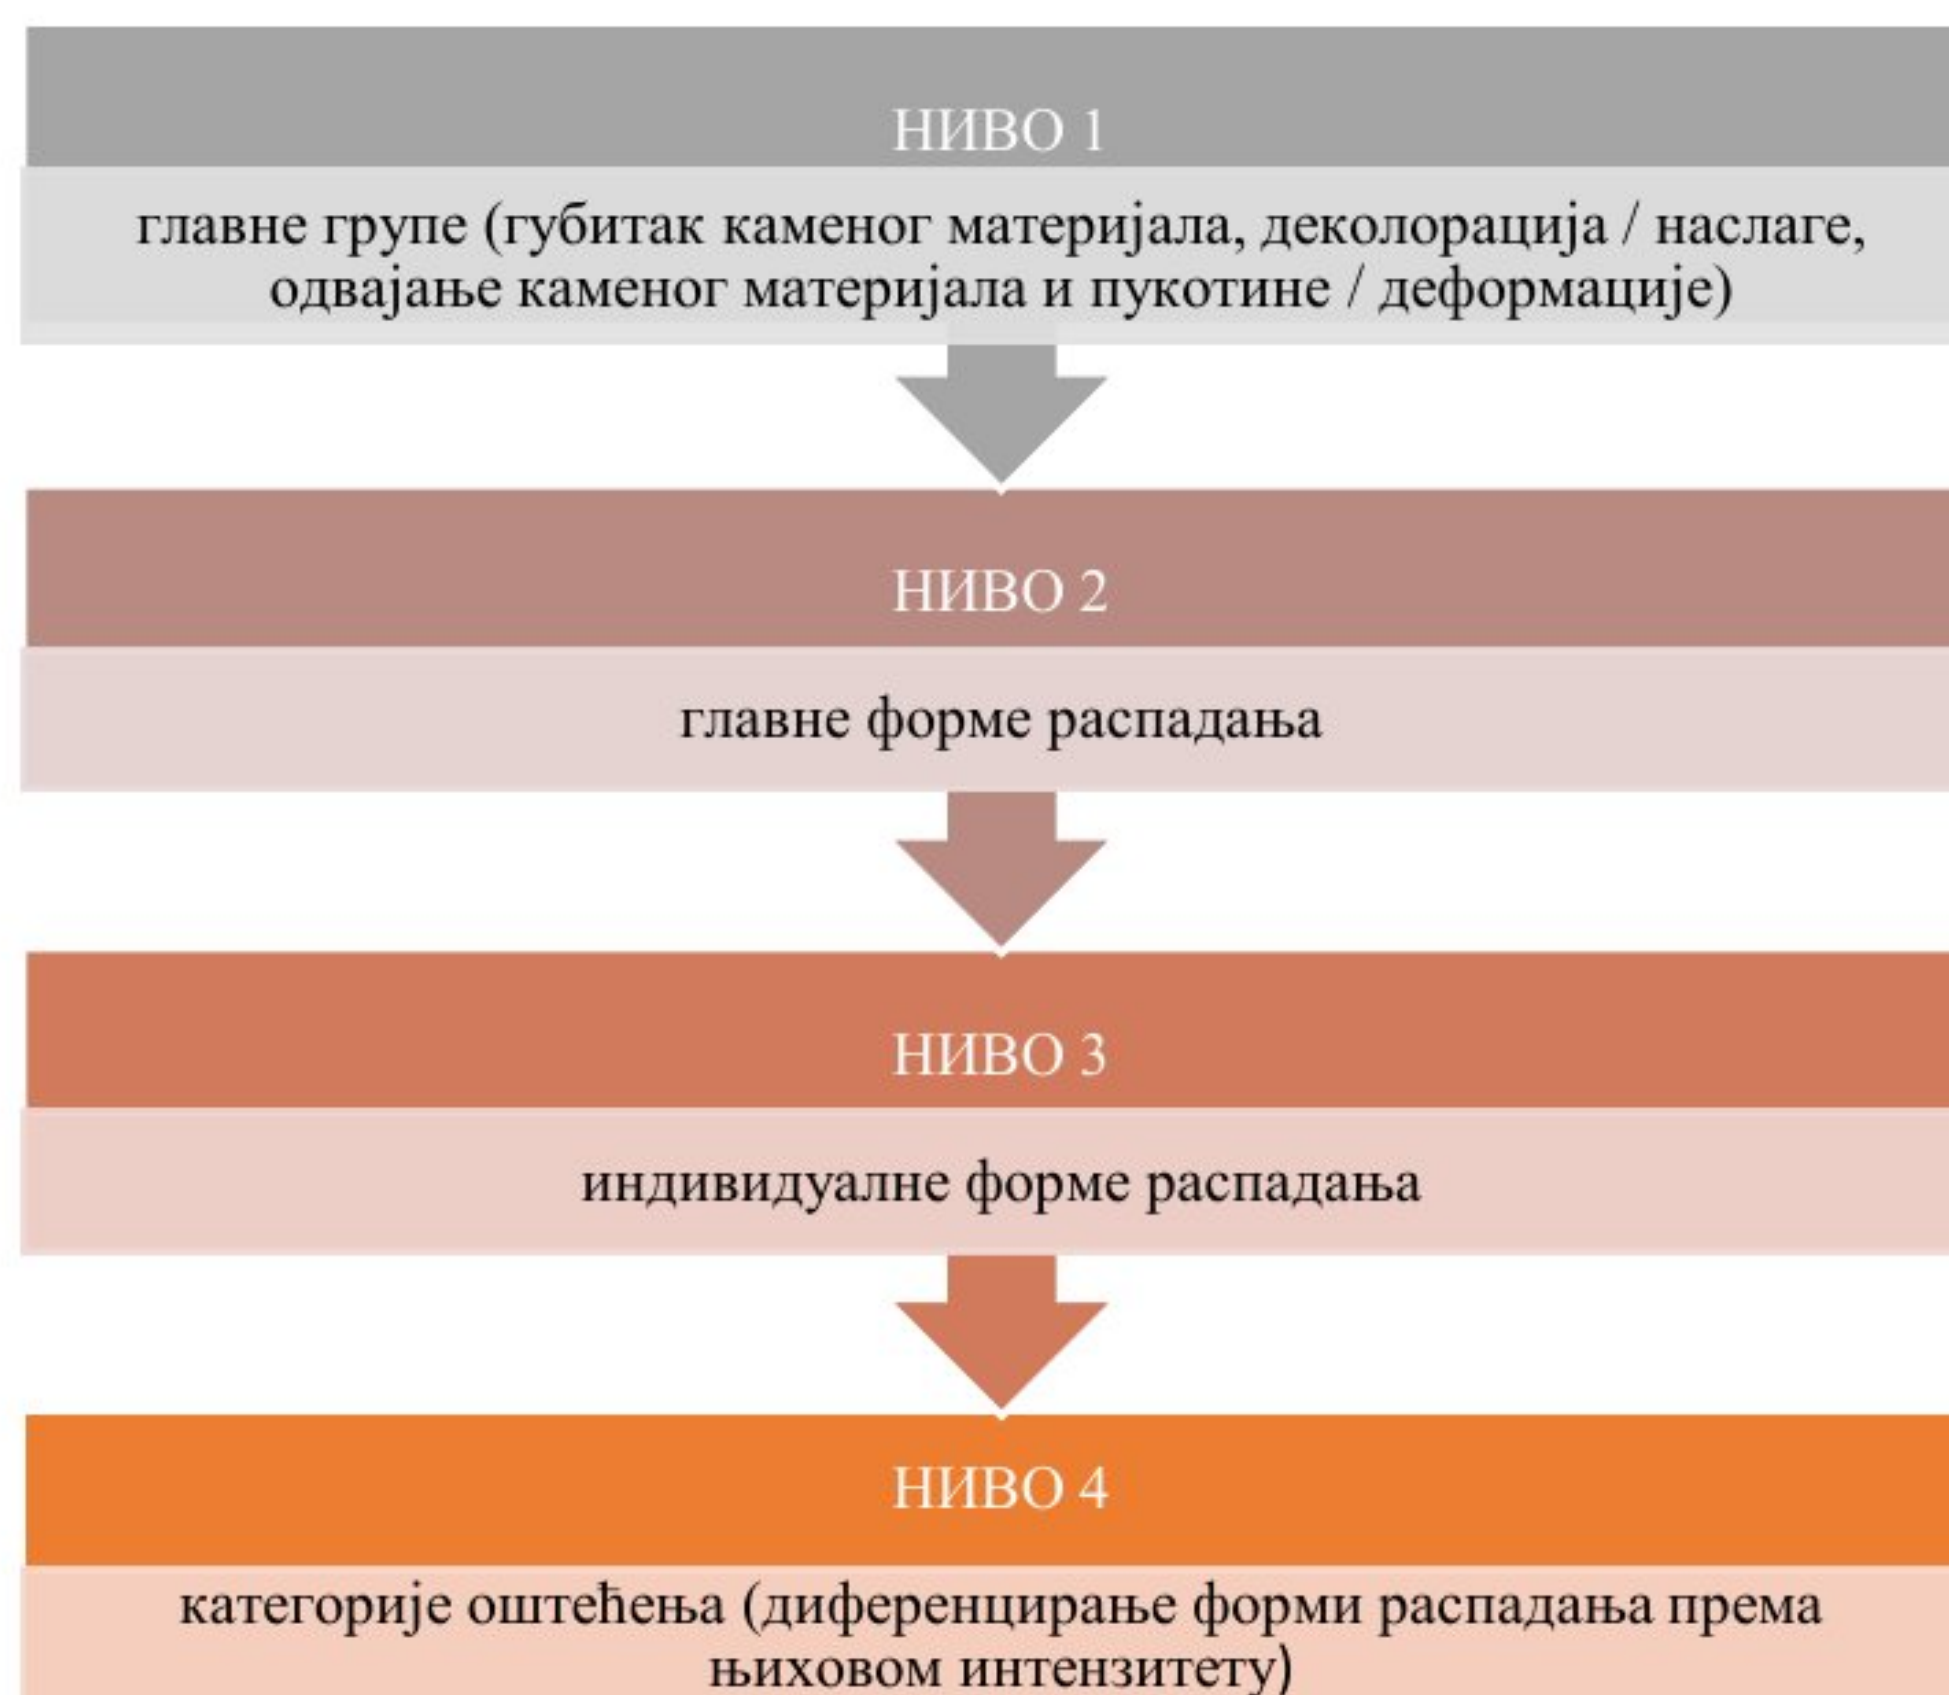 НИВО 1
главне групе (губитак каменог материјала, деколорација / наслаге,
одвајање каменог материјала и пукотине / деформације)
НИВО 2
главне форме распадања
НИВО 3
индивидуалне форме распадања
НИВО 4
категорије оштећења (диференцирање форми распадања према
њиховом интензитету)